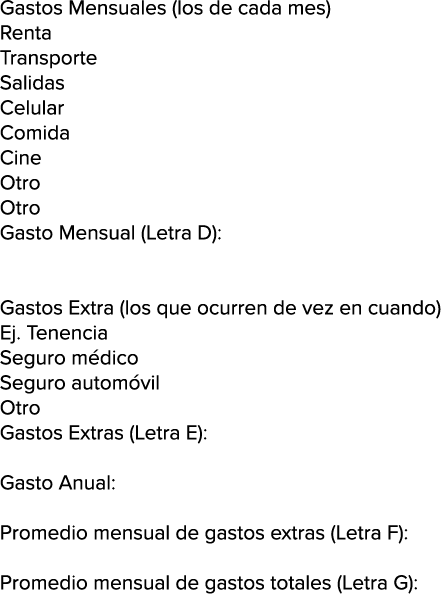 Gastos Mensuales (los de cada mes)
Renta
Transporte
Salidas
Celular
Comida
Cine
Otro
Otro
Gasto Mensual (Letra D):
Gastos Extra (los que ocurren de vez en cuando)
Ej. Tenencia
Seguro médico
Seguro automóvil
Otro
Gastos Extras (Letra E):
Gasto Anual:
Promedio mensual de gastos extras (Letra F):
Promedio mensual de gastos totales (Letra G):